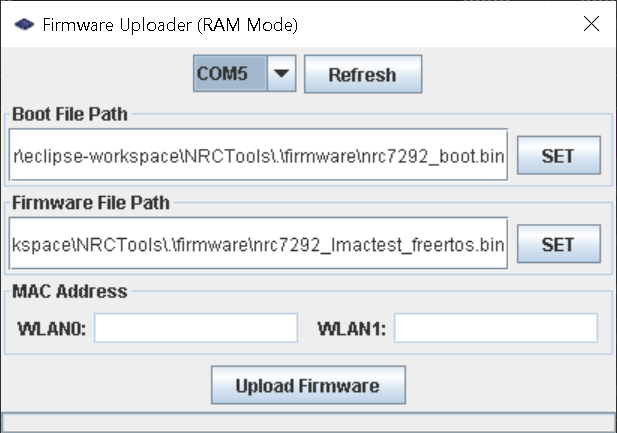 Firmware Uploader (RAM Mode)
COM5 Refresh
Boot File Path
r\eclipse-workspace\NRCTools\.\firmware\nrc7292_boot.bin SET
Firmware File Path
kspace\NRCTools\.\firmware\nrc7292_lmactest_freertos.bin SET
MAC Address
WLAN0: WLAN1:
Upload Firmware